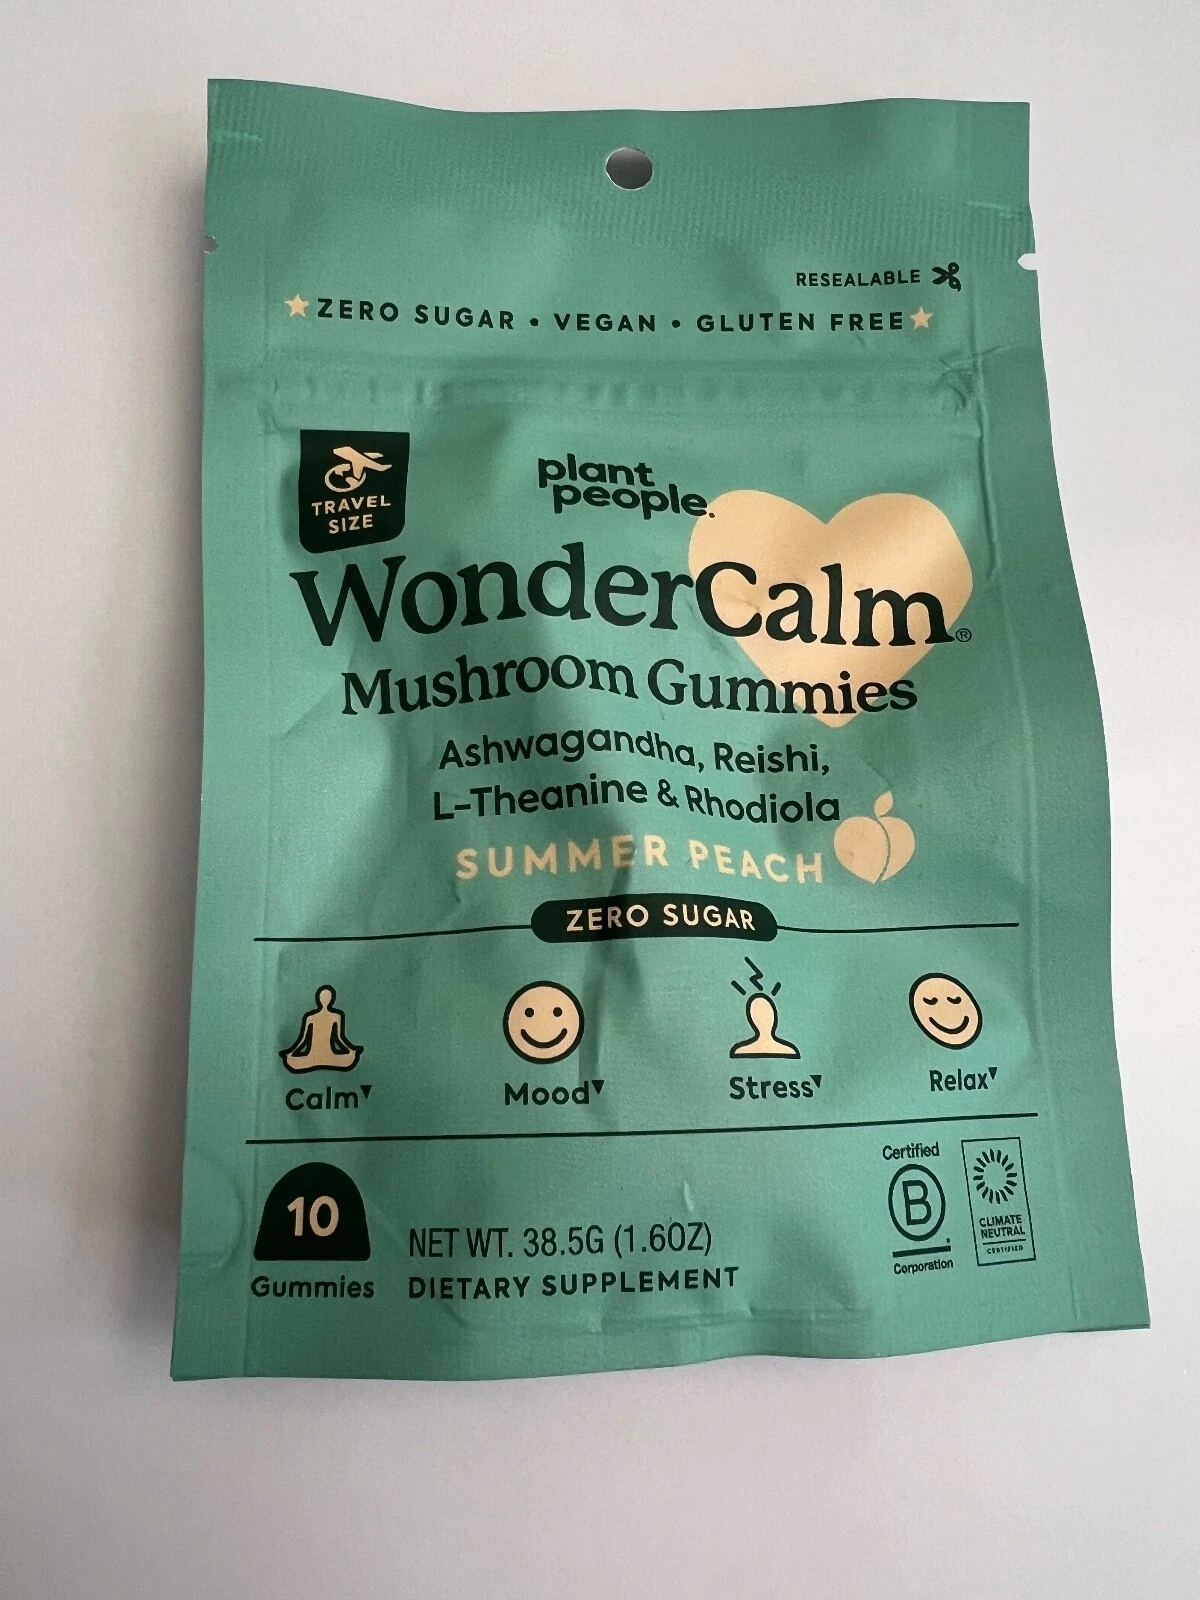 RESEALABLE
ZERO SUGAR • VEGAN • GLUTEN FREE
TRAVEL
SIZE
plant
people.
WonderCalm®
Mushroom Gummies
Ashwagandha, Reishi,
L-Theanine & Rhodiola
SUMMER PEACH
ZERO SUGAR
Calm▼
Mood▼
Stress▼
Relax▼
10
Gummies
NET WT. 38.5G (1.6OZ)
DIETARY SUPPLEMENT
Certified
B
Corporation
CLIMATE
NEUTRAL
CERTIFIED